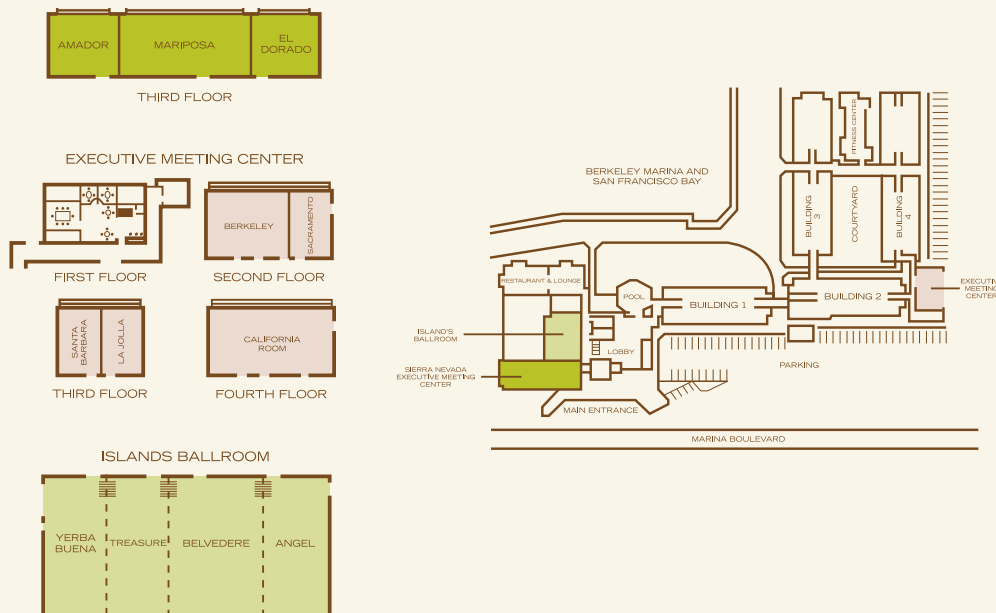 AMADOR
MARIPOSA
EL
DORADO
THIRD FLOOR
EXECUTIVE MEETING CENTER
FIRST FLOOR
BERKELEY
SACRAMENTO
SECOND FLOOR
SANTA
BARBARA
LA JOLLA
THIRD FLOOR
CALIFORNIA
ROOM
FOURTH FLOOR
ISLANDS BALLROOM
YERBA
BUENA
TREASURE
BELVEDERE
ANGEL
BERKELEY MARINA AND
SAN FRANCISCO BAY
FITNESS CENTER
BUILDING
3
COURTYARD
BUILDING
4
RESTAURANT & LOUNGE
POOL
BUILDING 1
BUILDING 2
EXECUTIV
MEETING
CENTER
ISLAND'S
BALLROOM
LOBBY
SIERRA NEVADA
EXECUTIVE MEETING
CENTER
PARKING
MAIN ENTRANCE
MARINA BOULEVARD